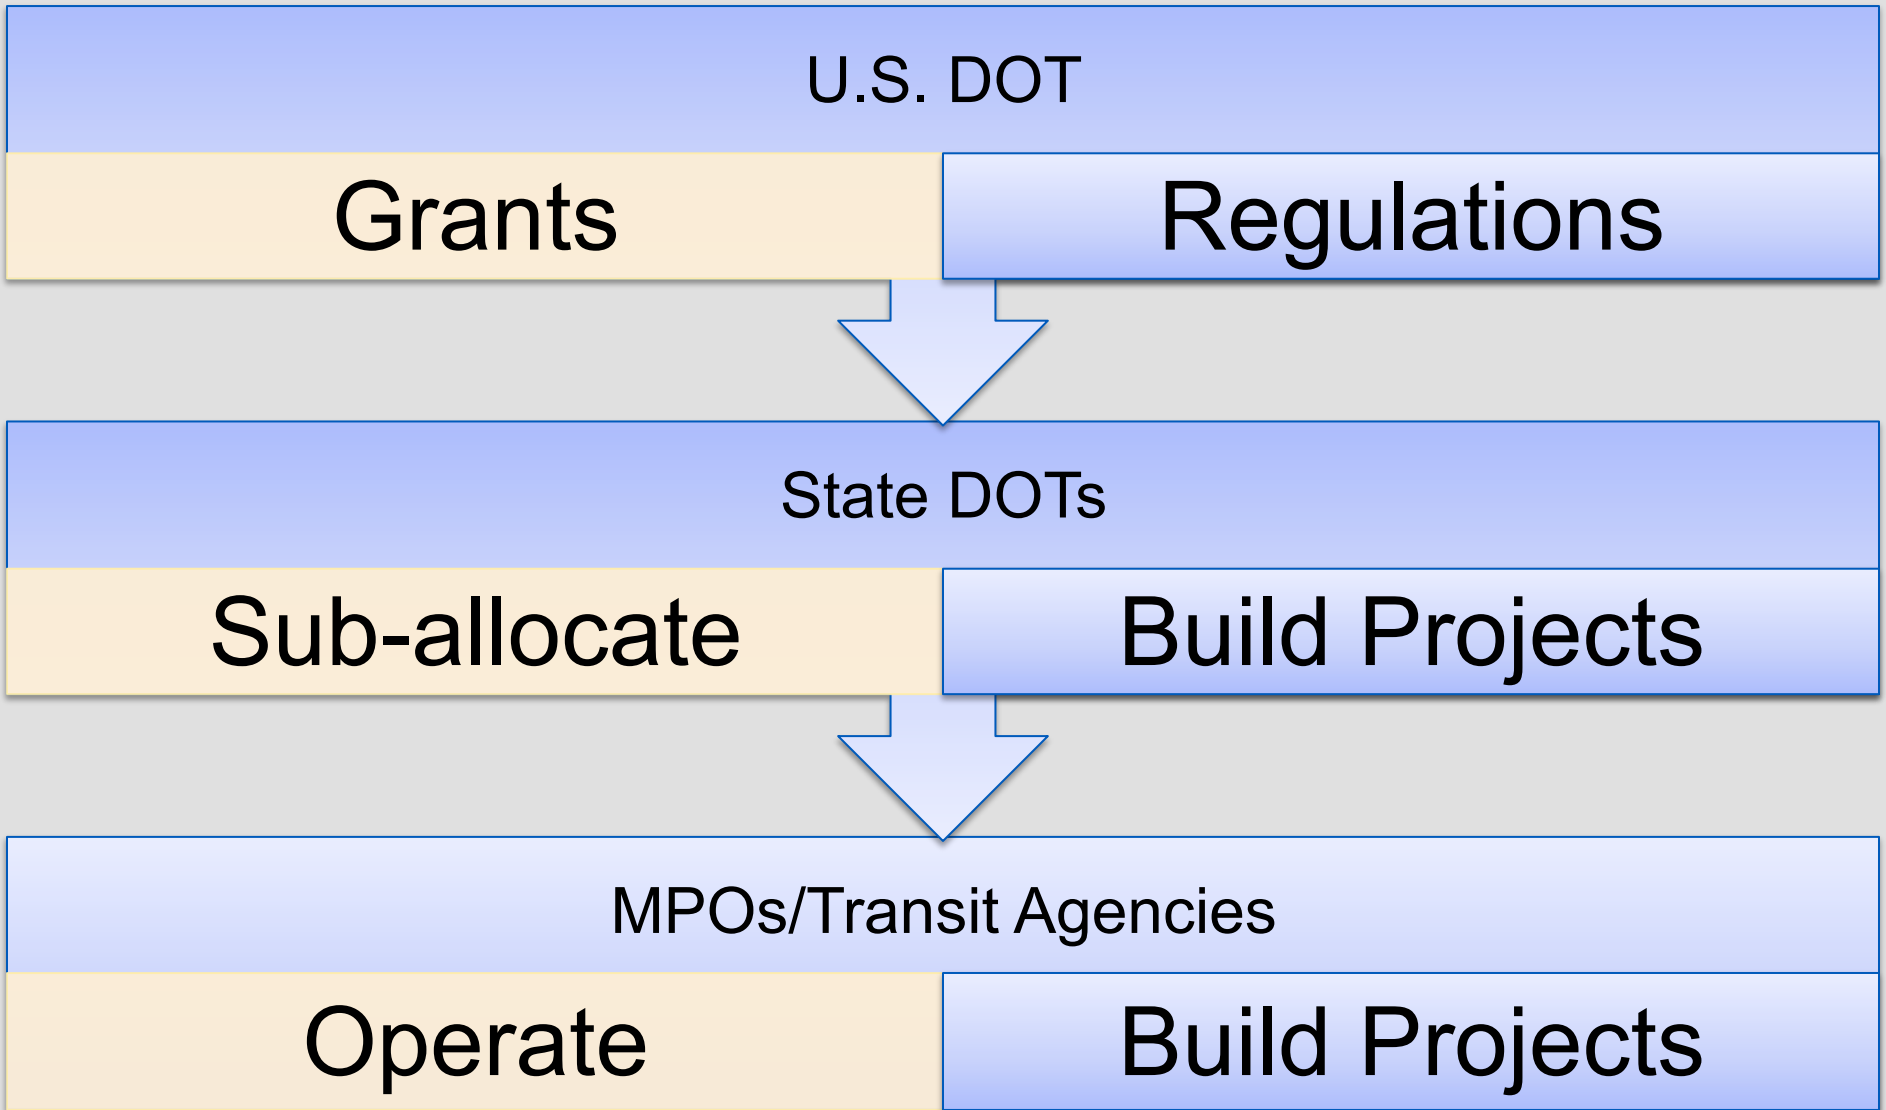 U.S. DOT
Grants
Regulations
State DOTs
Sub-allocate
Build Projects
MPOs/Transit Agencies
Operate
Build Projects